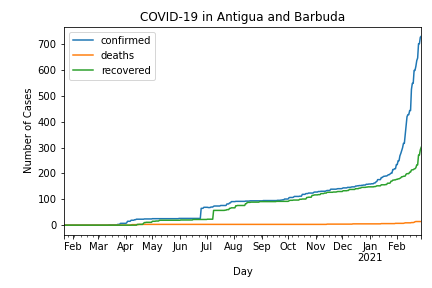 COVID-19 in Antigua and Barbuda
confirmed
deaths
recovered
Number of Cases
700
600
500
400
300
200
100
0
Feb Mar Apr May Jun Jul Aug Sep Oct Nov Dec Jan Feb
2021
Day